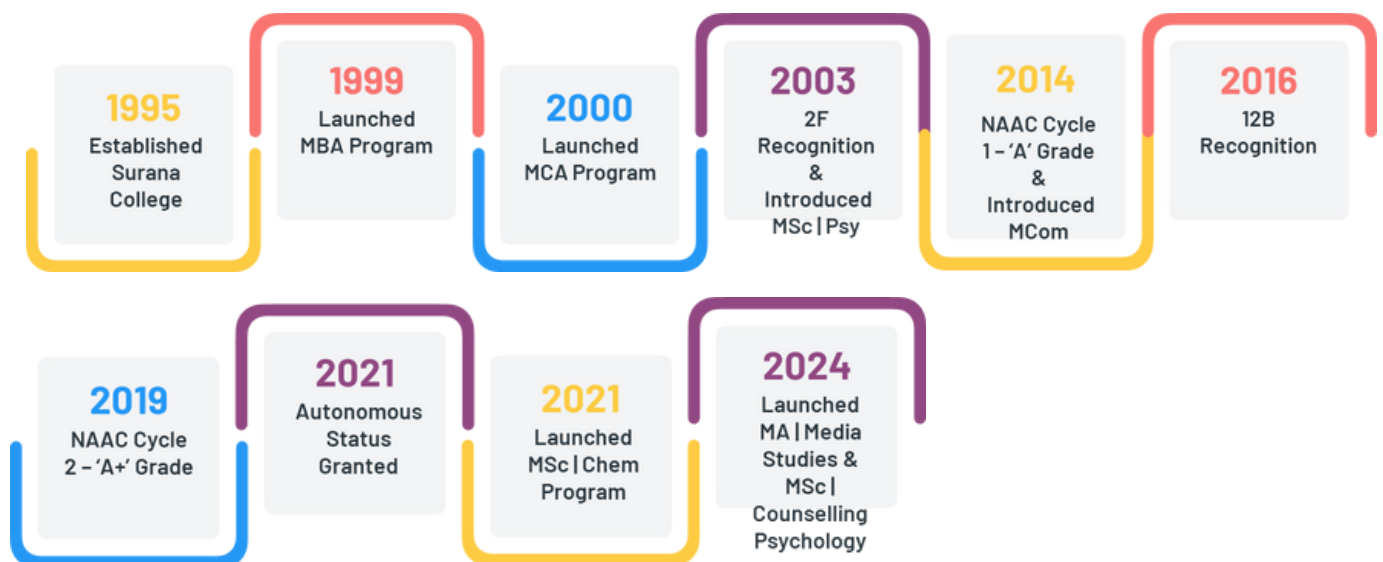 1995
Established
Surana
College
1999
Launched
MBA Program
2000
Launched
MCA Program
2003
2F
Recognition
&
Introduced
MSc | Psy
2014
NAAC Cycle
1 – ‘A’ Grade
&
Introduced
MCom
2016
12B
Recognition
2019
NAAC Cycle
2 – ‘A+’ Grade
2021
Autonomous
Status
Granted
2021
Launched
MSc | Chem
Program
2024
Launched
MA | Media
Studies &
MSc |
Counselling
Psychology